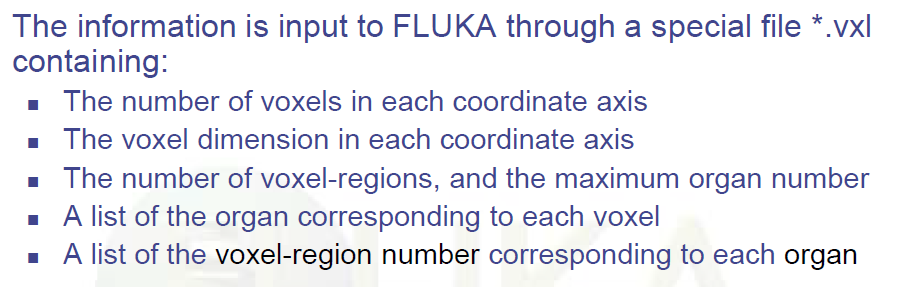 The information is input to FLUKA through a special file *.vxl
containing:
▪ The number of voxels in each coordinate axis
▪ The voxel dimension in each coordinate axis
▪ The number of voxel-regions, and the maximum organ number
▪ A list of the organ corresponding to each voxel
▪ A list of the voxel-region number corresponding to each organ